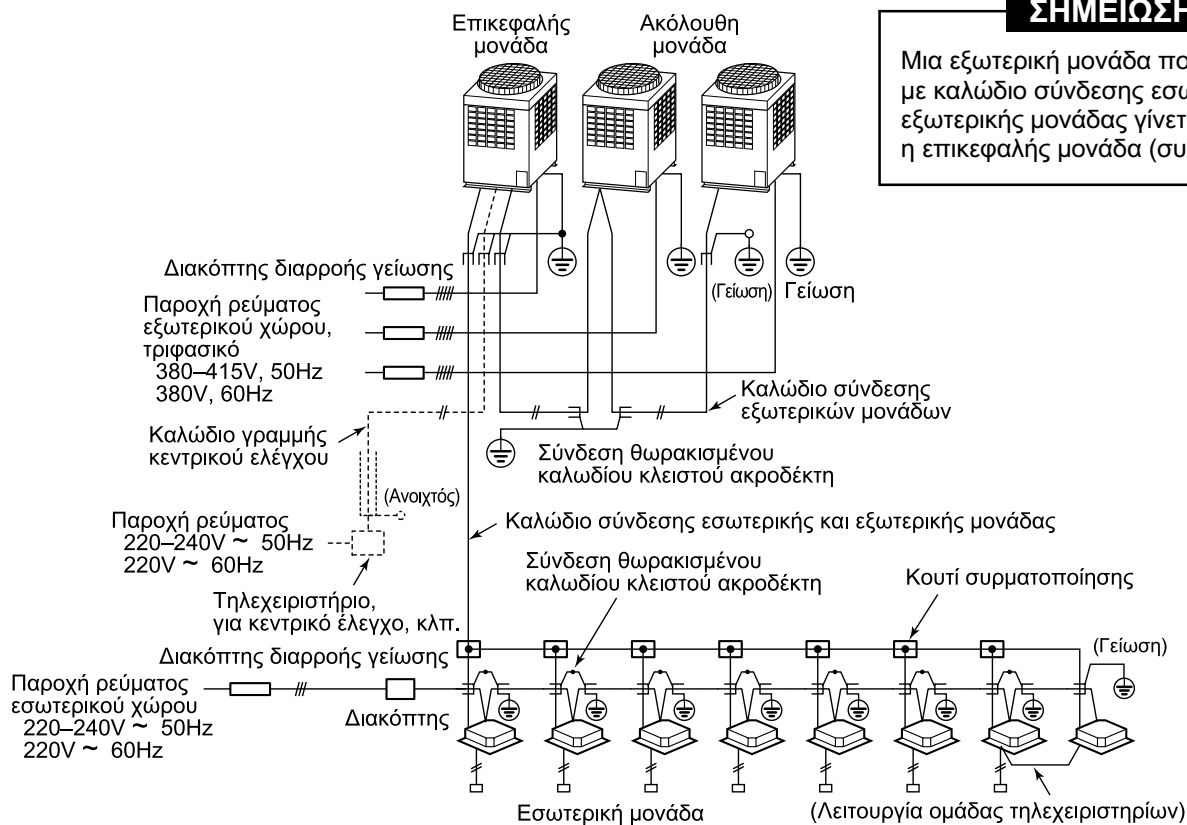 Επικεφαλής
μονάδα
Ακόλουθη
μονάδα
ΣΗΜΕΙΩΣΗ
Μια εξωτερική μονάδα
με καλώδιο σύνδεσης
εξωτερικής μονάδας
η επικεφαλής μονάδα
Διακόπτης διαρροής γείωσης
(Γείωση)
Γείωση
Παροχή ρεύματος
εξωτερικού χώρου,
τριφασικό
380–415V, 50Hz
380V, 60Hz
Καλώδιο σύνδεσης
εξωτερικών μονάδων
Καλώδιο γραμμής
κεντρικού ελέγχου
Σύνδεση θωρακισμένου
καλωδίου κλειστού ακροδέκτη
(Ανοιχτός)
Παροχή ρεύματος
220–240V ~ 50Hz
220V ~ 60Hz
Καλώδιο σύνδεσης εσωτερικής και εξωτερικής μονάδας
Σύνδεση θωρακισμένου
καλωδίου κλειστού ακροδέκτη
Κουτί συρματοποίησης
Τηλεχειριστήριο,
για κεντρικό έλεγχο, κλπ.
Διακόπτης διαρροής γείωσης
(Γείωση)
Παροχή ρεύματος
εσωτερικού χώρου
220–240V ~ 50Hz
220V ~ 60Hz
Διακόπτης
Εσωτερική μονάδα
(Λειτουργία ομάδας τηλεχειριστηρίων)